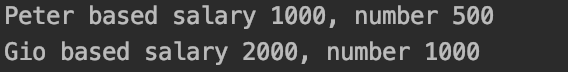 Peter based salary 1000, number 500
Gio based salary 2000, number 1000